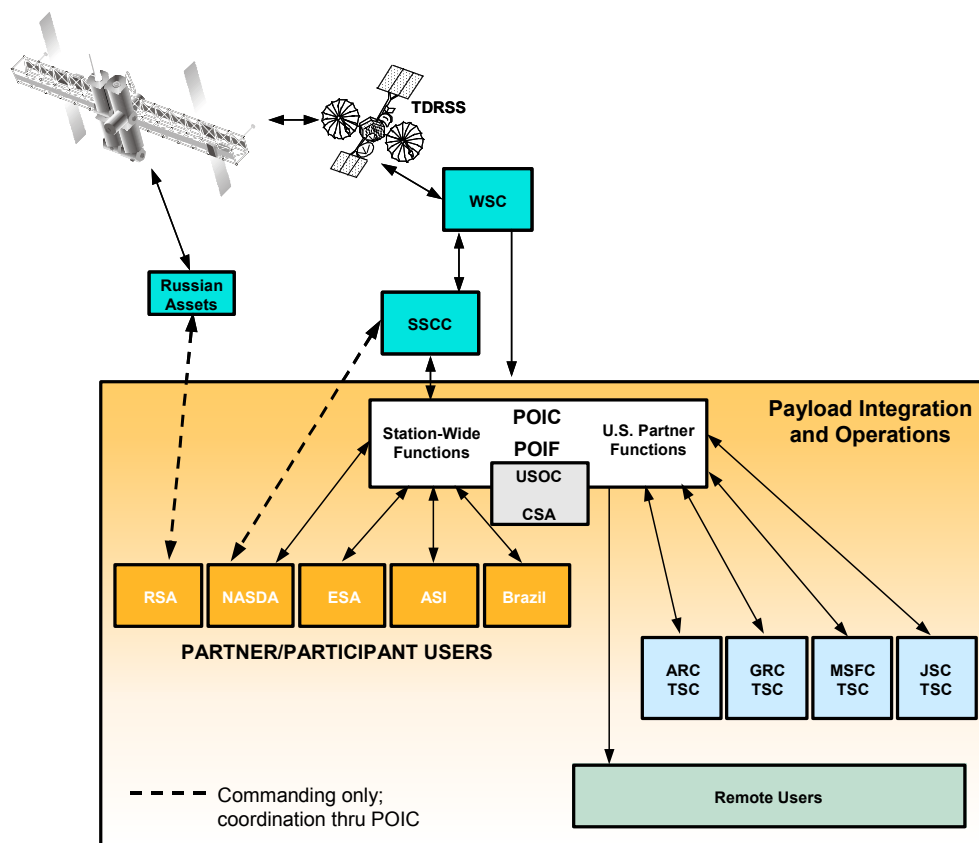 TDRSS
WSC
Russian
Assets
SSCC
Payload Integration
and Operations
Station-Wide
Functions
POIC
POIF
U.S. Partner
Functions
USOC
CSA
RSA
NASDA
ESA
ASI
Brazil
PARTNER/PARTICIPANT USERS
ARC
TSC
GRC
TSC
MSFC
TSC
JSC
TSC
Commanding only;
coordination thru POIC
Remote Users